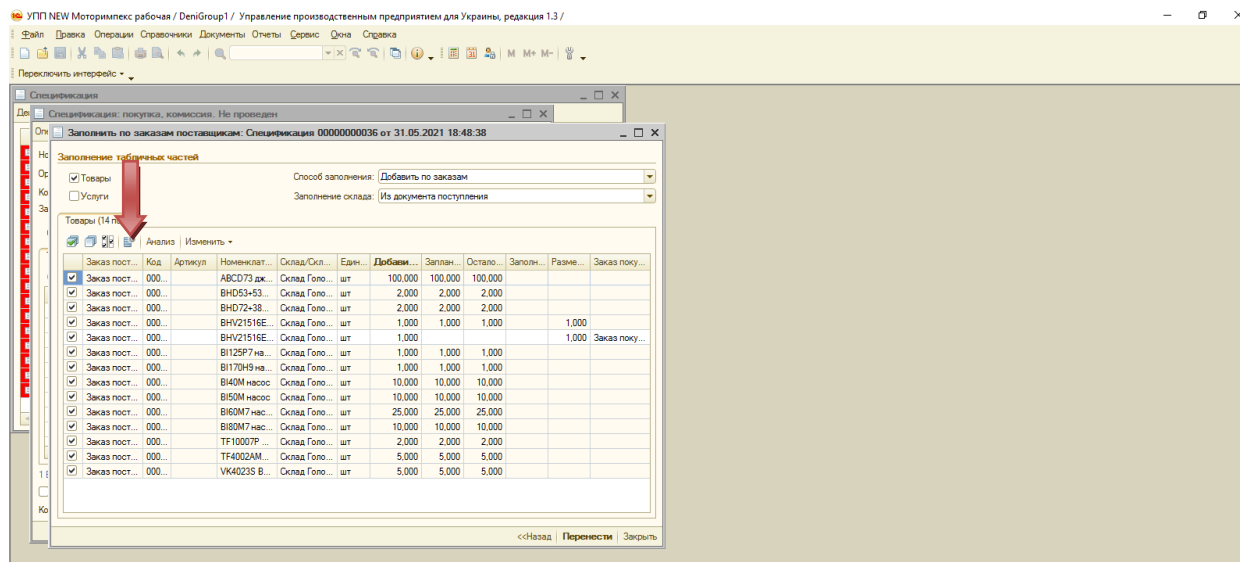 УПП NEW Моторимпекс рабочая / DeniGroup1 / Управление производственным предприятием для Украины, редакция 1.3 /
Файл Правка Операции Справочники Документы Отчеты Сервис Окна Справка
M M+ M-
Переключить интерфейс
Спецификация
Спецификация: покупка, комиссия. Не проведен
Заполнить по заказам поставщикам: Спецификация 00000000036 от 31.05.2021 18:48:38
Заполнение табличных частей
Товары Способ заполнения: Добавить по заказам
Услуги Заполнение склада: Из документа поступления
Товары (14
Анализ Изменить
Заказ пост... Код Артикул Номенклат... Склад/Скл... Един... Добави... Заплан... Остало... Заполн... Разме... Заказ поку...
Заказ пост... 000... ABCD73 дж... Склад Голо... шт 100,000 100,000 100,000
Заказ пост... 000... BHD53+53... Склад Голо... шт 2,000 2,000 2,000
Заказ пост... 000... BHD72+38... Склад Голо... шт 2,000 2,000 2,000
Заказ пост... 000... BHV21516E... Склад Голо... шт 1,000 1,000 1,000 1,000
Заказ пост... 000... BHV21516E... Склад Голо... шт 1,000 1,000 Заказ поку...
Заказ пост... 000... BI125P7 на... Склад Голо... шт 1,000 1,000 1,000
Заказ пост... 000... BI170H9 на... Склад Голо... шт 1,000 1,000 1,000
Заказ пост... 000... BI40M насос Склад Голо... шт 10,000 10,000 10,000
Заказ пост... 000... BI50M насос Склад Голо... шт 10,000 10,000 10,000
Заказ пост... 000... BI60M7 нас... Склад Голо... шт 25,000 25,000 25,000
Заказ пост... 000... BI80M7 нас... Склад Голо... шт 10,000 10,000 10,000
Заказ пост... 000... TF10007P ... Склад Голо... шт 2,000 2,000 2,000
Заказ пост... 000... TF4002AM... Склад Голо... шт 5,000 5,000 5,000
Заказ пост... 000... VK4023S B... Склад Голо... шт 5,000 5,000 5,000
<<Назад Перенести Закрыть